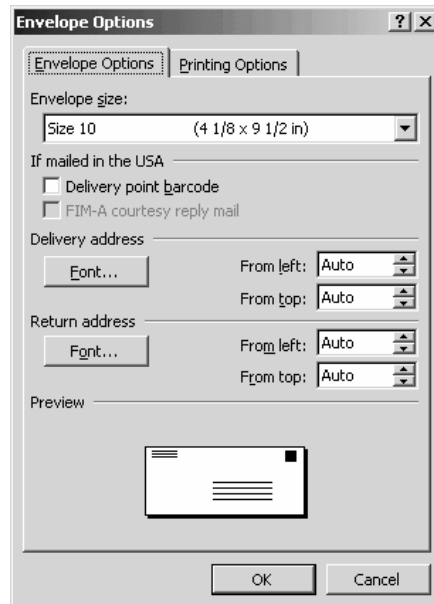 Envelope Options
Envelope Options Printing Options
Envelope size:
Size 10 (4 1/8 x 9 1/2 in)
If mailed in the USA
Delivery point barcode
FIM-A courtesy reply mail
Delivery address
Font... From left: Auto
From top: Auto
Return address
Font... From left: Auto
From top: Auto
Preview
OK Cancel